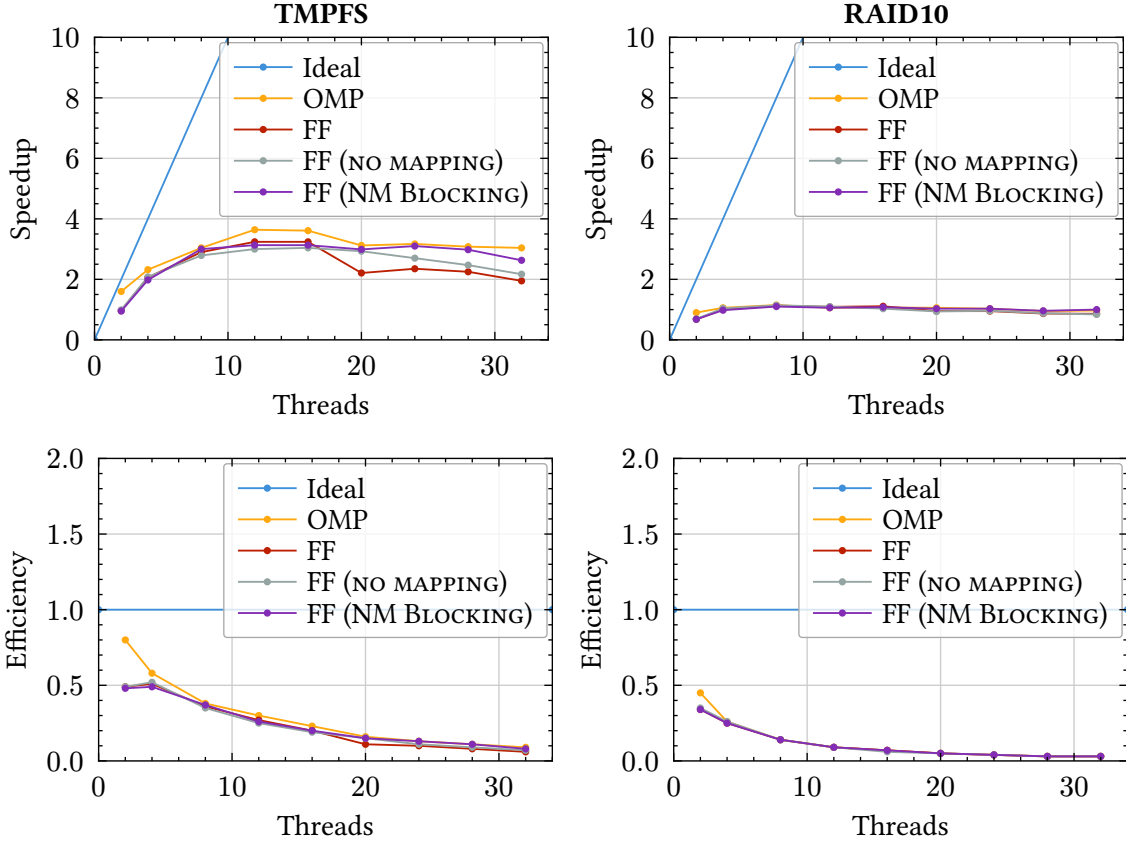 TMPFS
10
8
6
4
2
0
Speedup
Ideal
OMP
FF
FF (NO MAPPING)
FF (NM BLOCKING)
0 10 20 30
Threads
RAID10
10
8
6
4
2
0
Speedup
Ideal
OMP
FF
FF (NO MAPPING)
FF (NM BLOCKING)
0 10 20 30
Threads
2.0
1.5
1.0
0.5
0.0
Efficiency
Ideal
OMP
FF
FF (NO MAPPING)
FF (NM BLOCKING)
0 10 20 30
Threads
2.0
1.5
1.0
0.5
0.0
Efficiency
Ideal
OMP
FF
FF (NO MAPPING)
FF (NM BLOCKING)
0 10 20 30
Threads